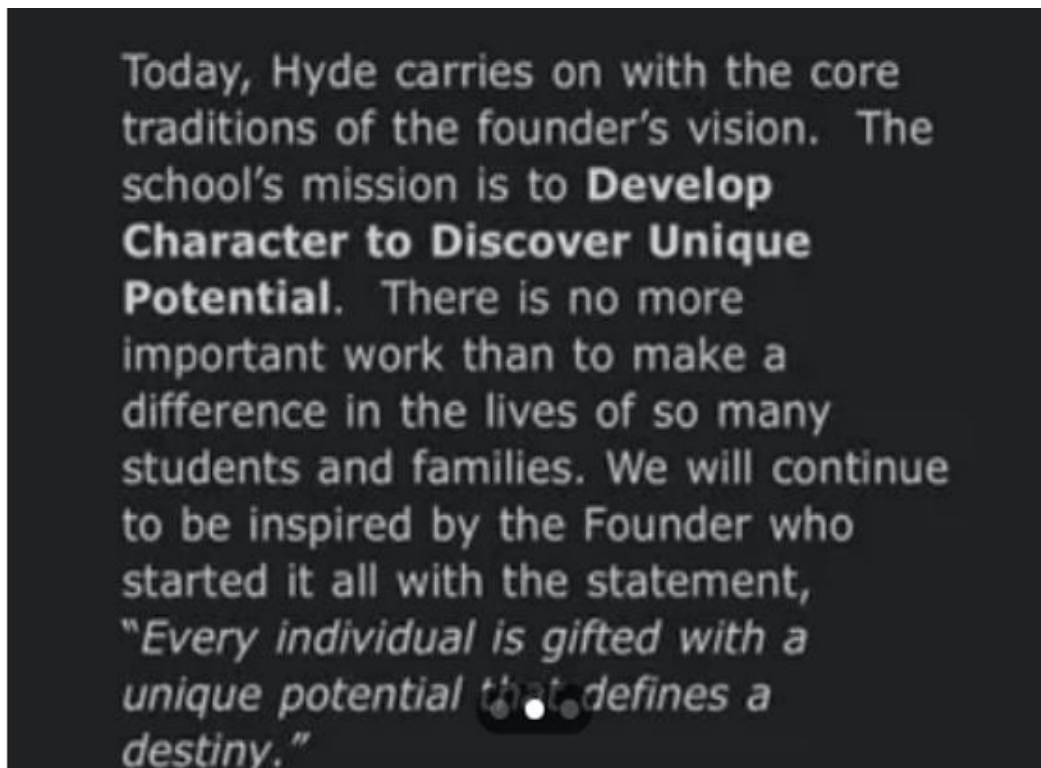 Today, Hyde carries on with the core
traditions of the founder’s vision.  The
school’s mission is to Develop
Character to Discover Unique
Potential.  There is no more
important work than to make a
difference in the lives of so many
students and families. We will continue
to be inspired by the Founder who
started it all with the statement,
“Every individual is gifted with a
unique potential that defines a
destiny.”